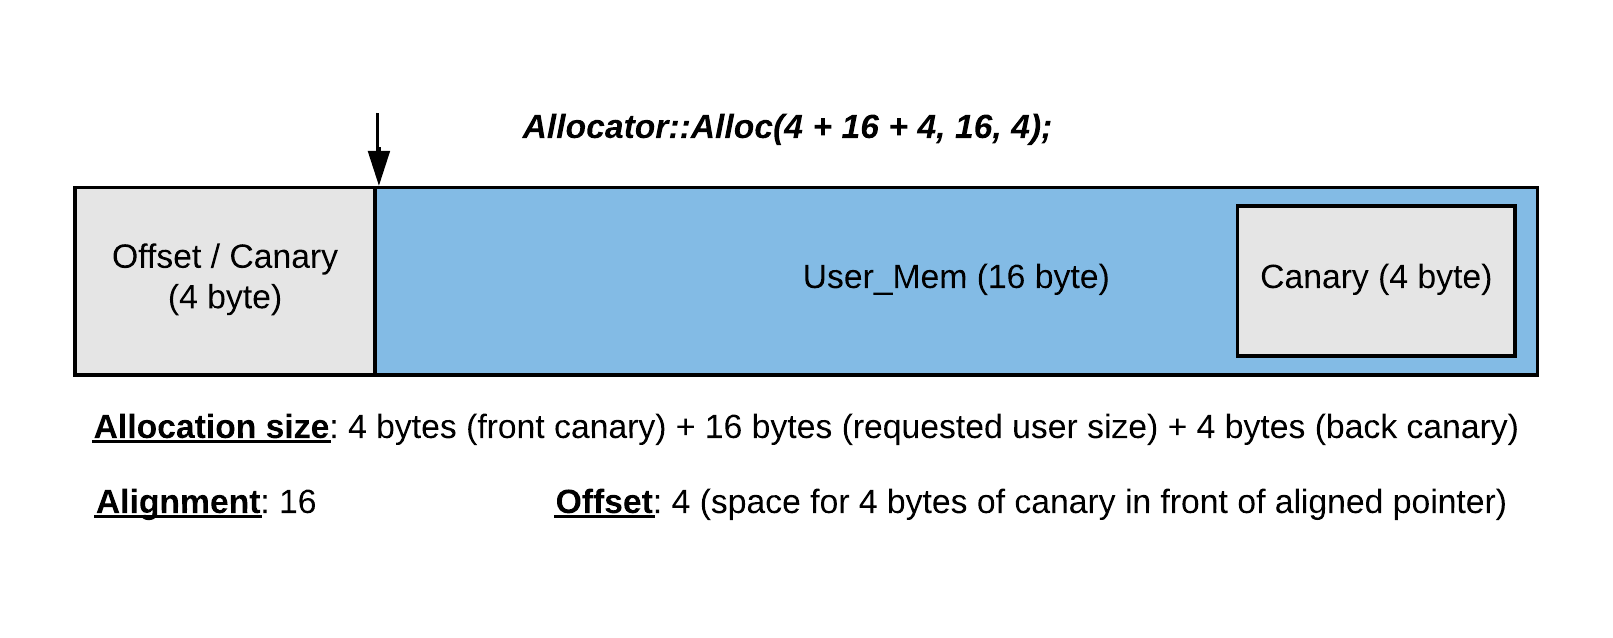 Allocator::Alloc(4 + 16 + 4, 16, 4);
Offset / Canary
(4 byte)
User_Mem (16 byte)
Canary (4 byte)
Allocation size: 4 bytes (front canary) + 16 bytes (requested user size) + 4 bytes (back canary)
Alignment: 16
Offset: 4 (space for 4 bytes of canary in front of aligned pointer)